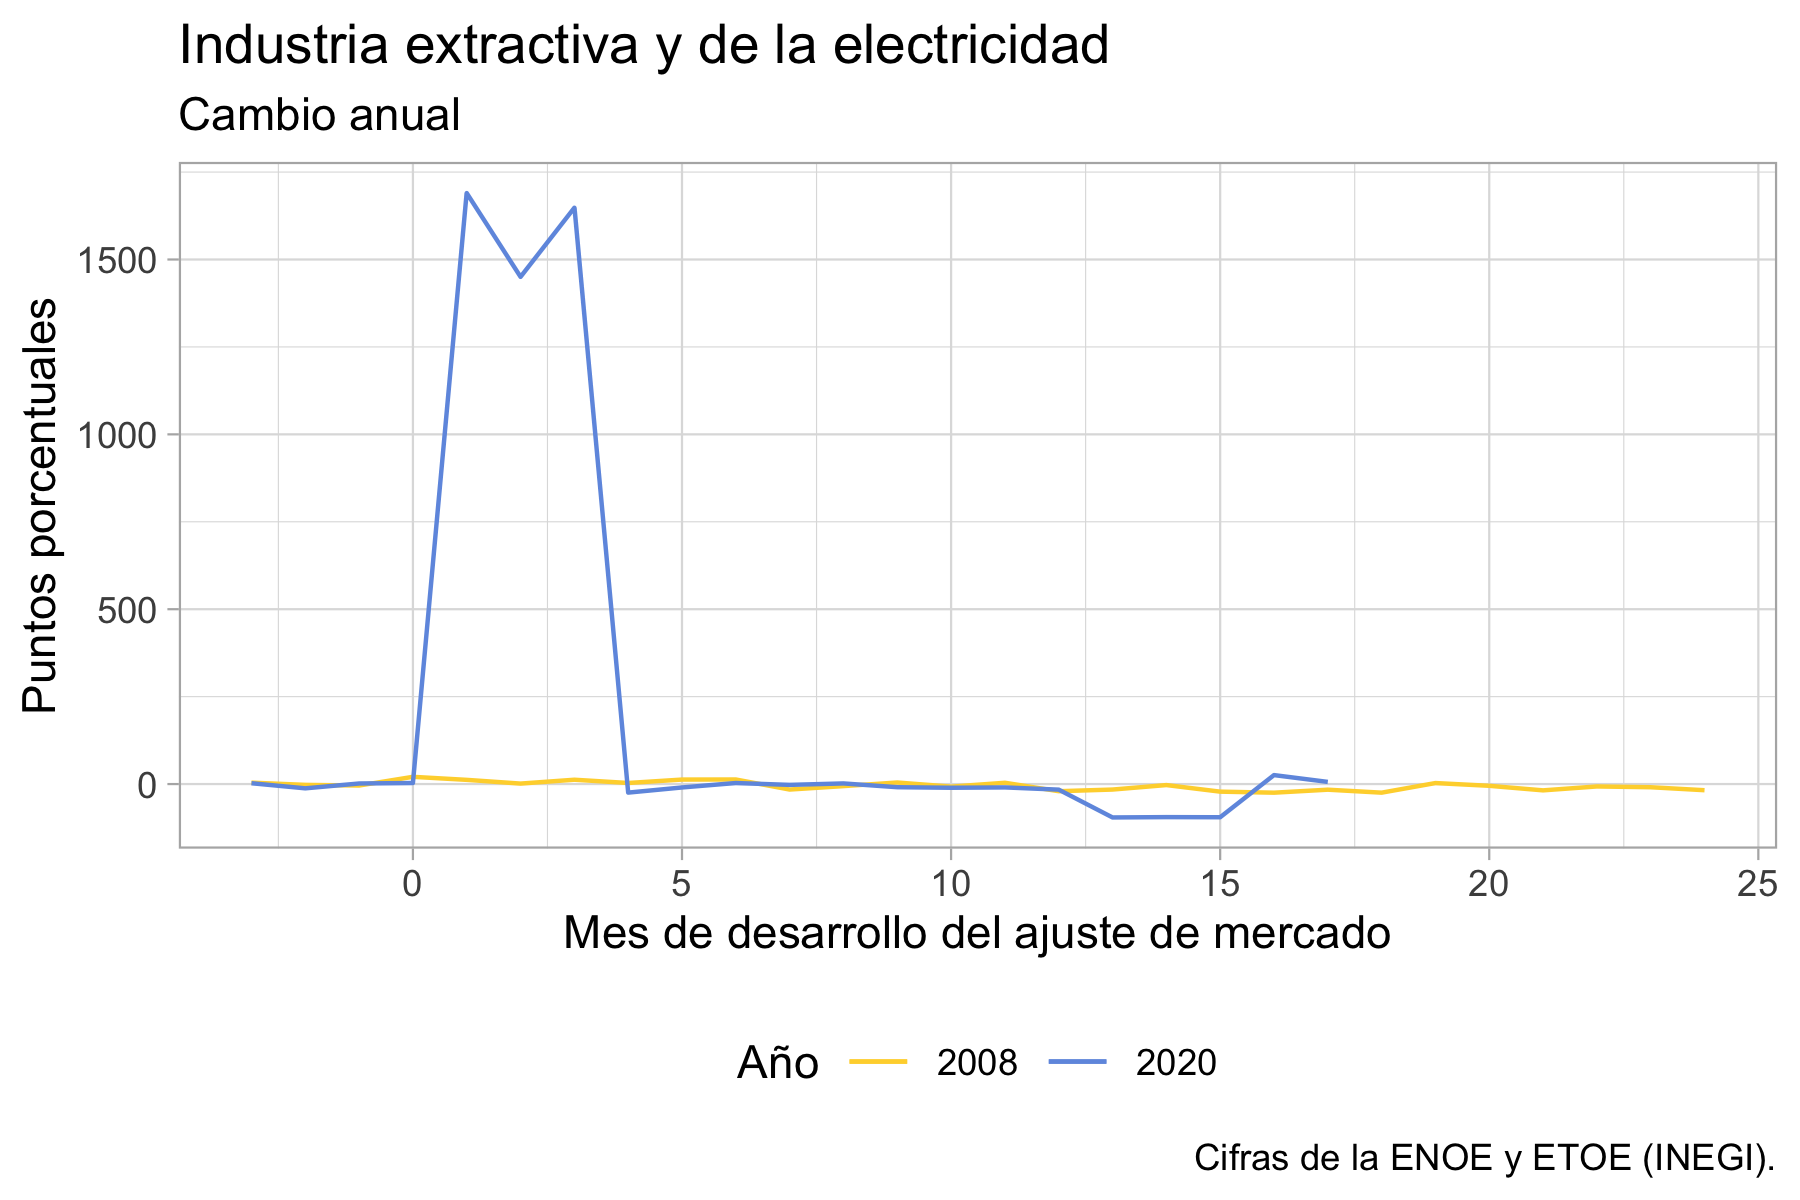 Industria extractiva y de la electricidad
Cambio anual
Puntos porcentuales
1500
1000
500
0
0 5 10 15 20 25
Mes de desarrollo del ajuste de mercado
Año 2008 2020
Cifras de la ENOE y ETOE (INEGI).